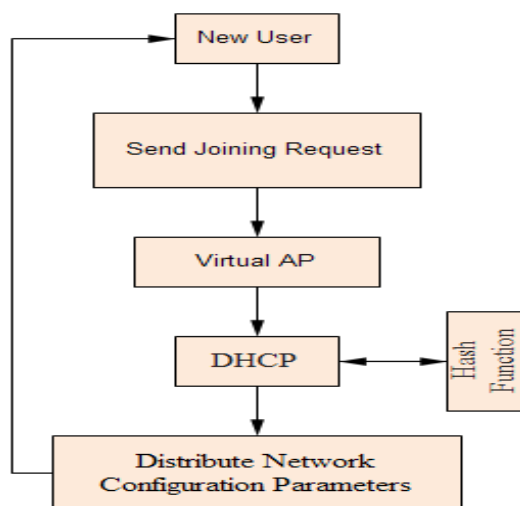 New User
Send Joining Request
Virtual AP
DHCP
Hash
Function
Distribute Network
Configuration Parameters